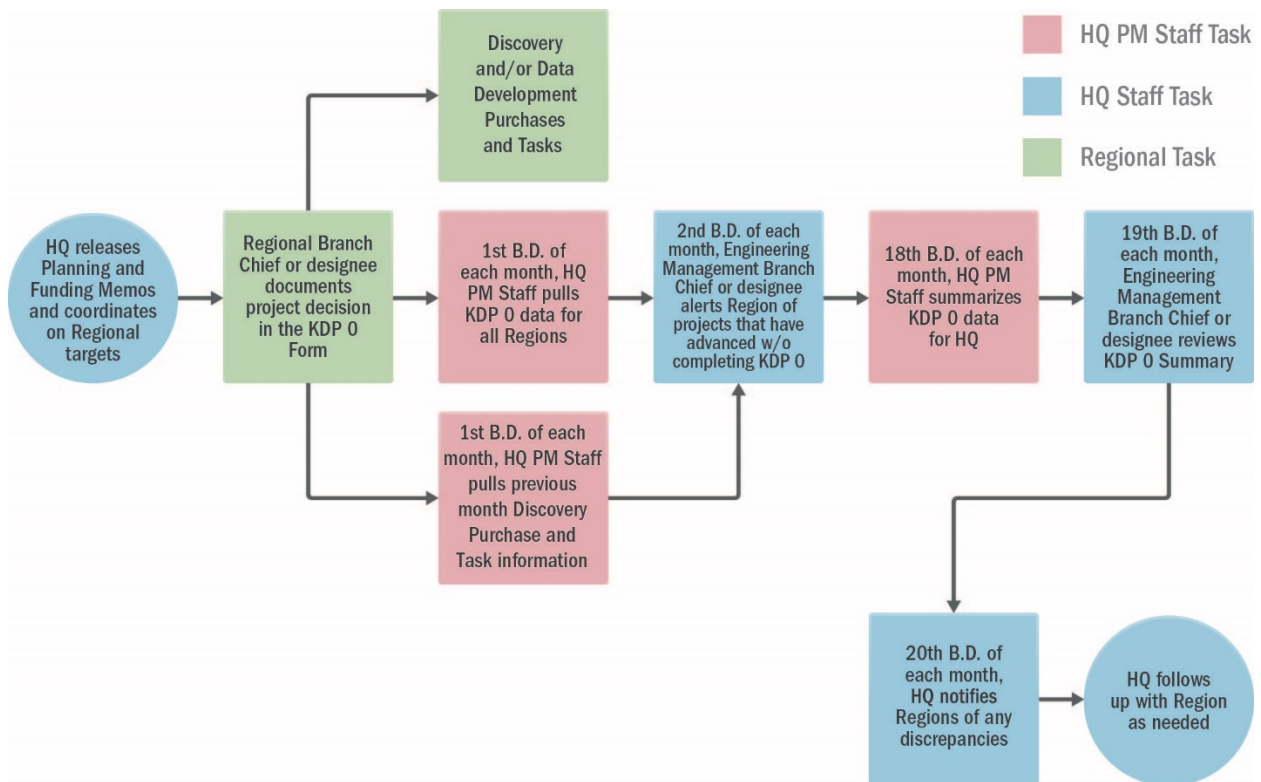 Discovery
and/or Data
Development
Purchases
and Tasks
HQ PM Staff Task
HQ Staff Task
Regional Task
HQ releases
Planning and
Funding Memos
and coordinates
on Regional
targets
Regional Branch
Chief or designee
documents
project decision
in the KDP 0
Form
1st B.D. of
each month, HQ
PM Staff pulls
KDP 0 data for
all Regions
2nd B.D. of each
month, Engineering
Management Branch
Chief or designee
alerts Region of
projects that have
advanced w/o
completing KDP 0
18th B.D. of each
month, HQ PM
Staff summarizes
KDP 0 data
for HQ
19th B.D. of
each month,
Engineering
Management
Branch Chief or
designee reviews
KDP 0 Summary
1st B.D. of each
month, HQ PM Staff
pulls previous
month Discovery
Purchase and
Task information
20th B.D. of
each month,
HQ notifies
Regions of any
discrepancies
HQ follows
up with Region
as needed